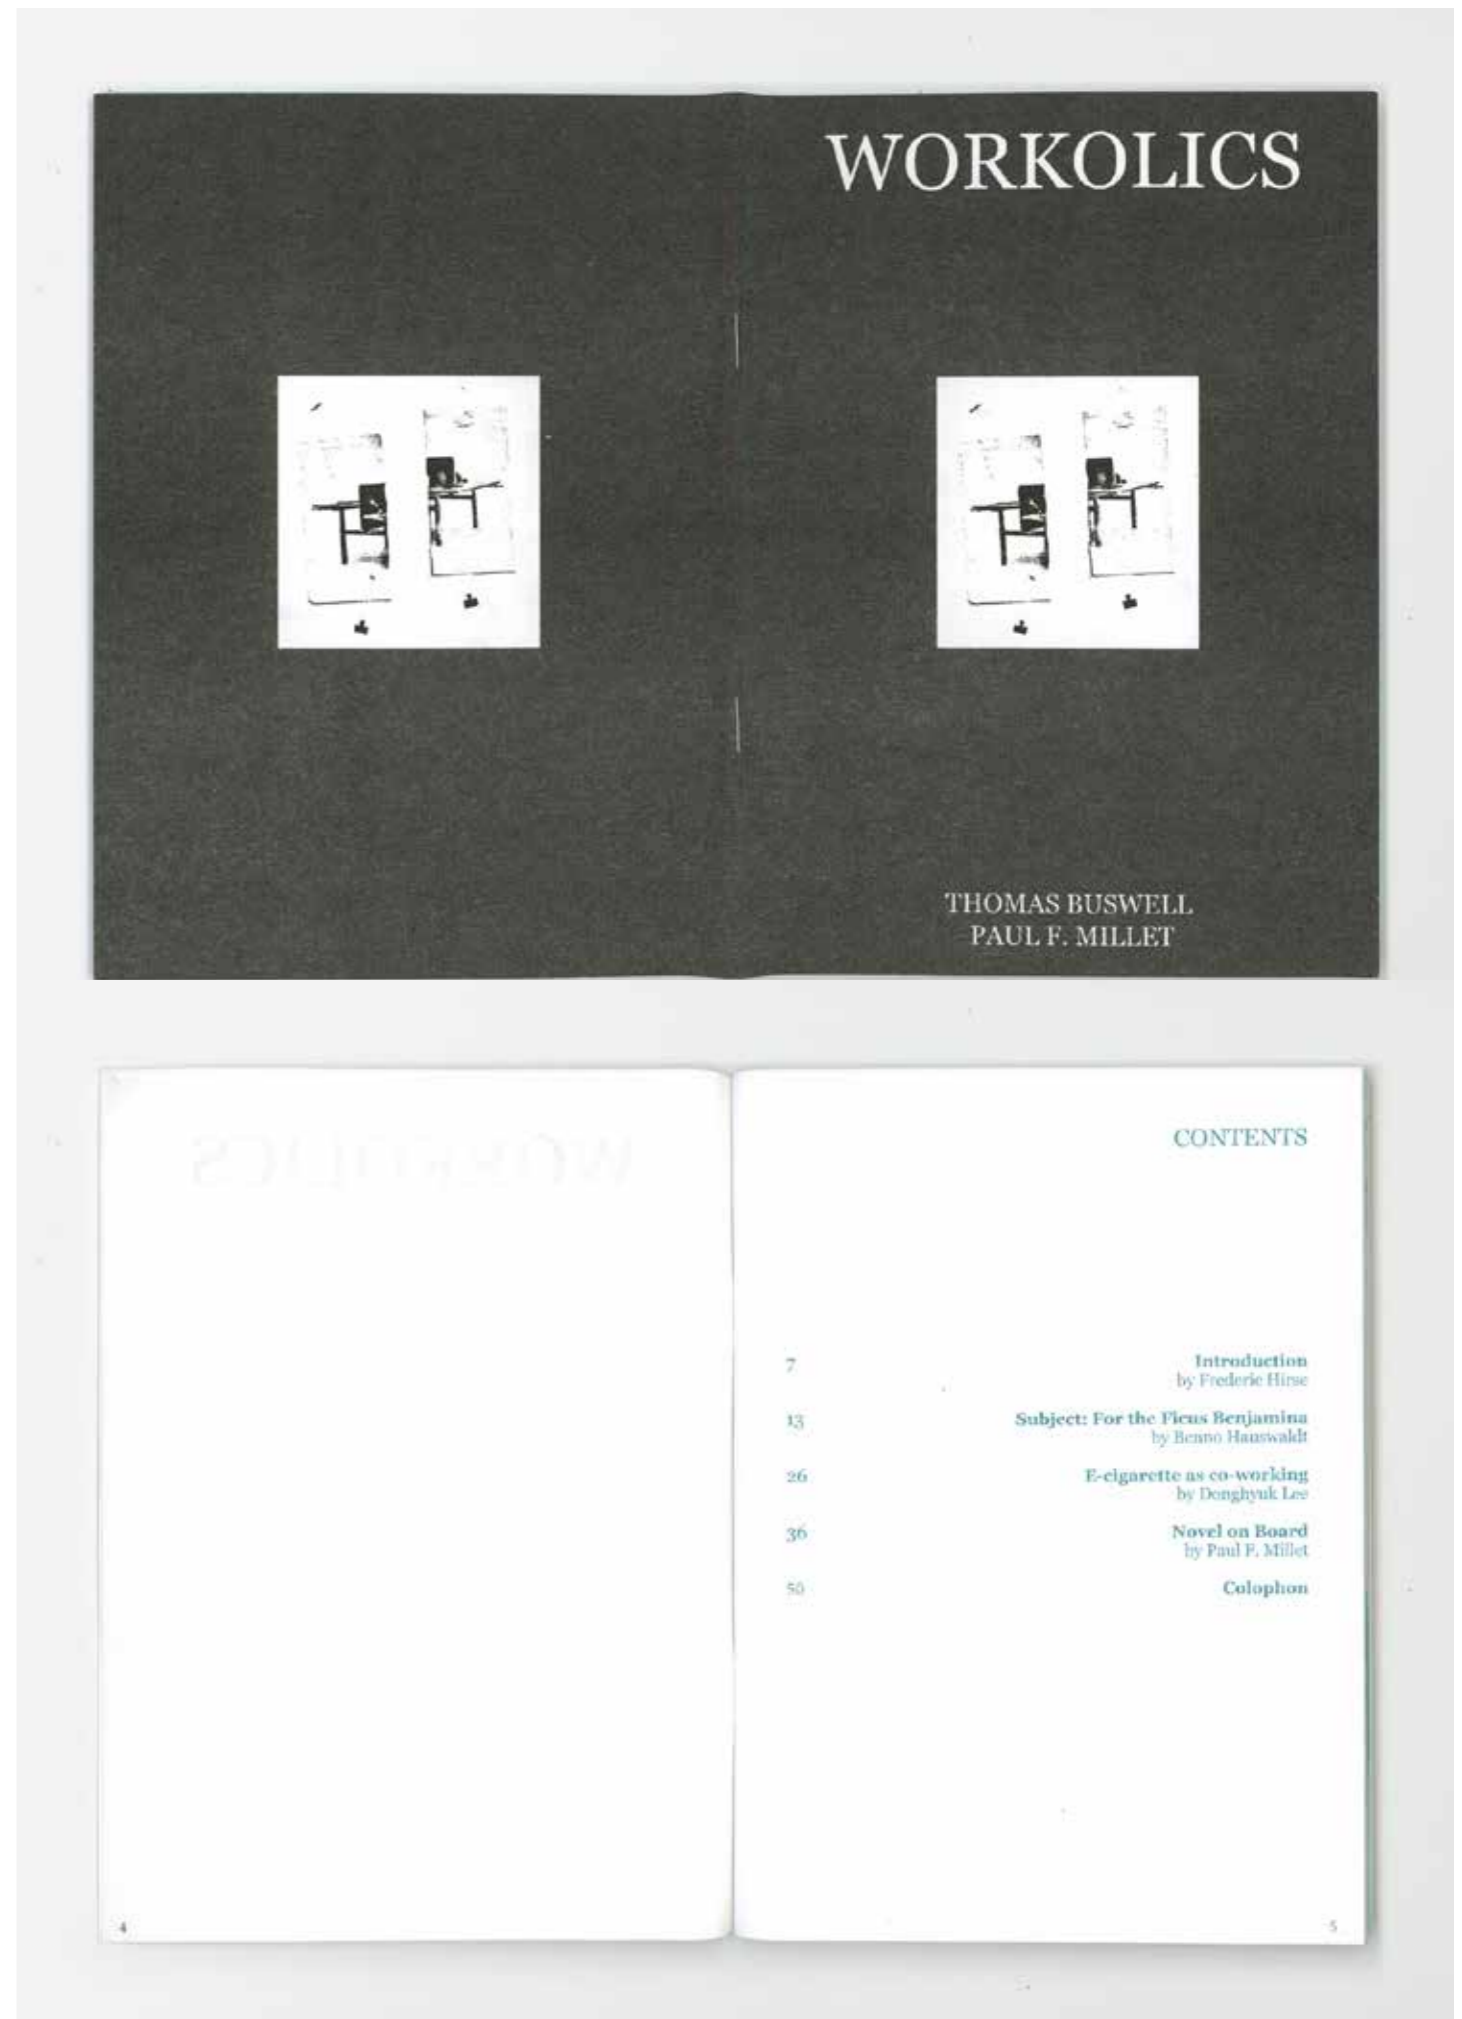 WORKOLICS
THOMAS BUSWELL
PAUL F. MILLET
CONTENTS
7 Introduction
by Frederic Hirse
13 Subject: For the Ficus Benjamina
by Benno Hauswaldt
26 E-cigarette as co-working
by Donghyuk Lee
36 Novel on Board
by Paul F. Millet
50 Colophon
4
5